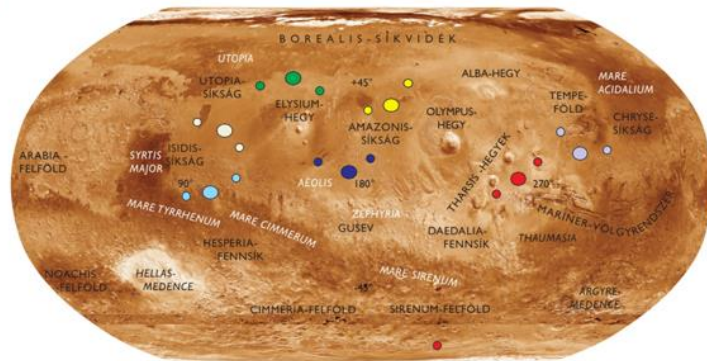 BOREALIS-SÍKVIDÉK
UTOPIA
UTOPIA-
SÍKSÁG
+45°
ALBA-HEGY
MARE
ACIDALIUM
ELYSIUM-
HEGY
AMAZONIS-
SÍKSÁG
OLYMPUS-
HEGY
TEMPE-
FÖLD
CHRYSE-
SÍKSÁG
ARABIA-
FELFÖLD
SYRTIS
MAJOR
ISIDIS-
SÍKSÁG
90°
AEOLIS
180°
THARSIS-HEGYEK
270°
MARINER-VÖLGYRENDSZER
MARE TYRRHENUM
MARE CIMMERUM
ZEPHYRIA
GUSEV
DAEDALIA-
FENNSÍK
THAUMASIA
HESPERIA-
FENNSÍK
NOACHIS
-FELFÖLD
HELLAS-
MEDENCE
MARE SIRENUM
-45°
ARGYRE-
MEDENCE
CIMMERIA-FELFÖLD
SIRENUM-FELFÖLD